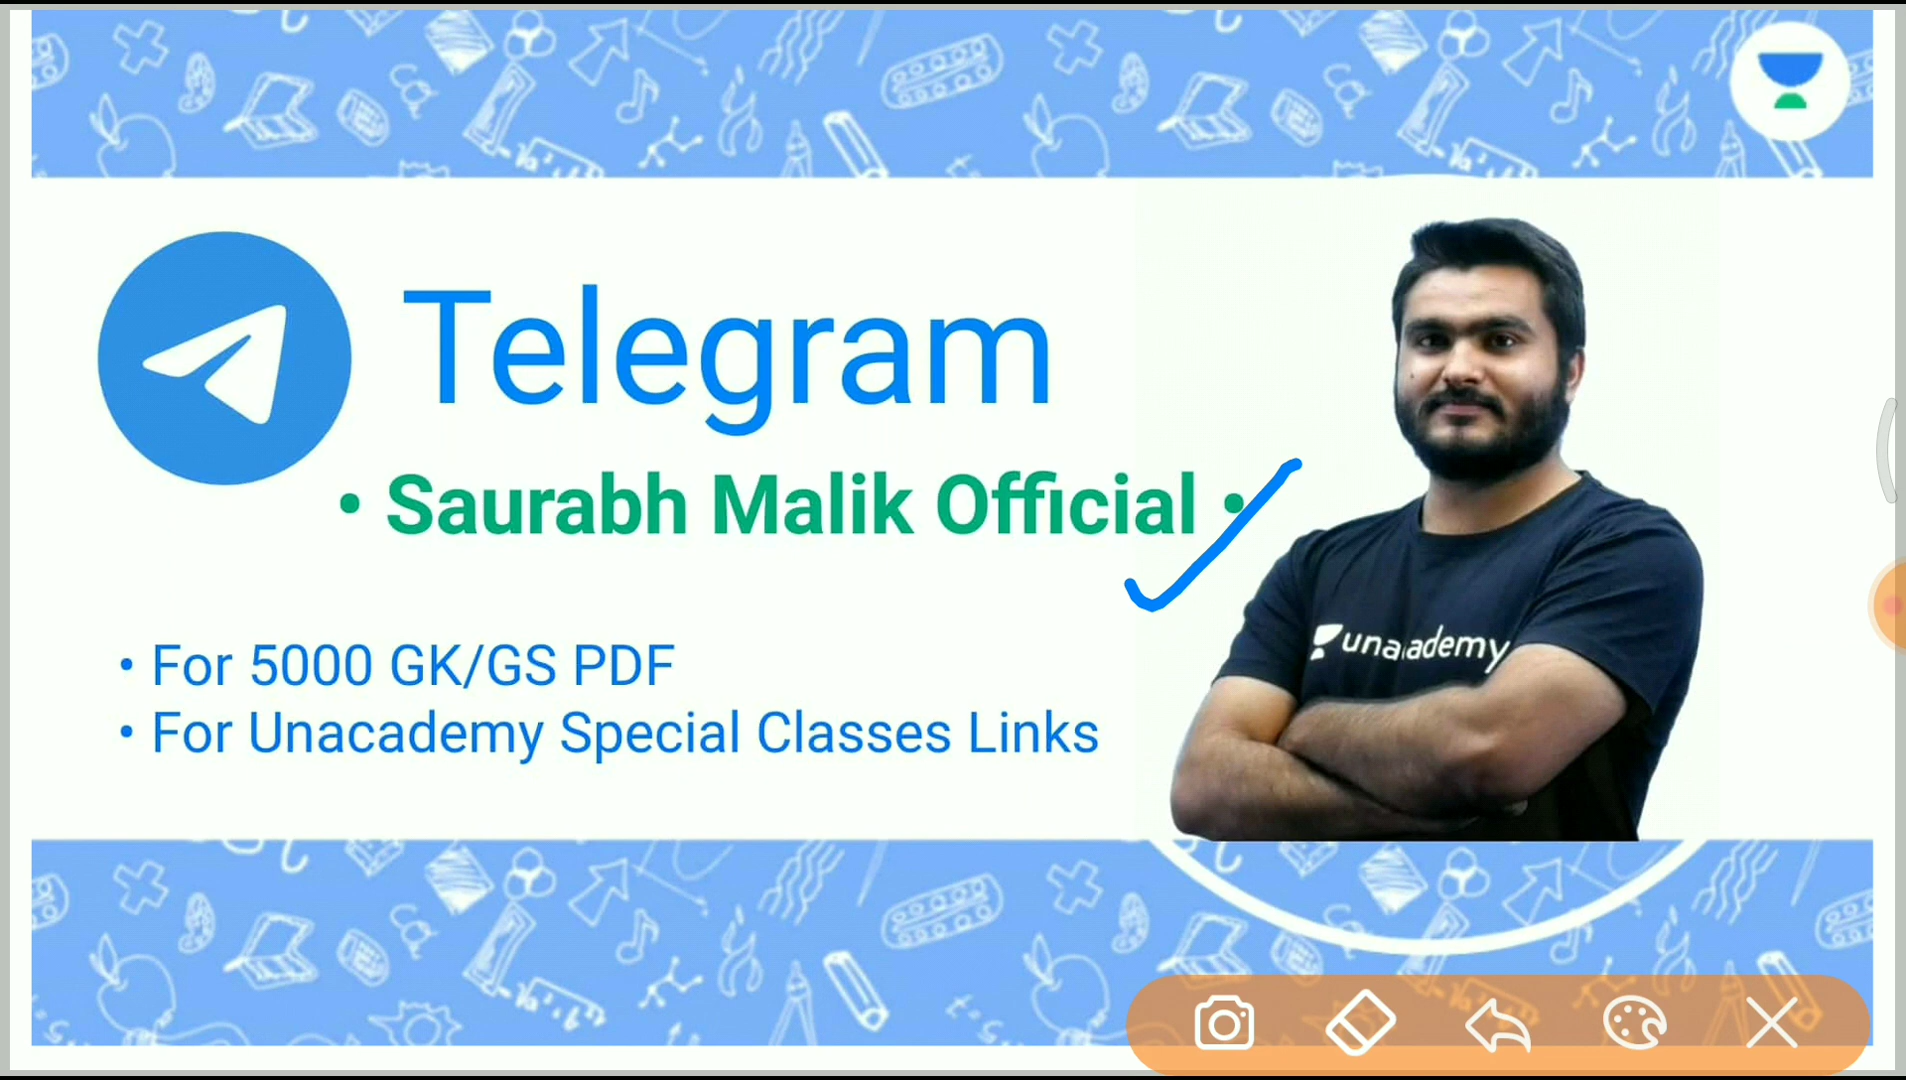 Telegram
• Saurabh Malik Official •
• For 5000 GK/GS PDF
• For Unacademy Special Classes Links
unacademy